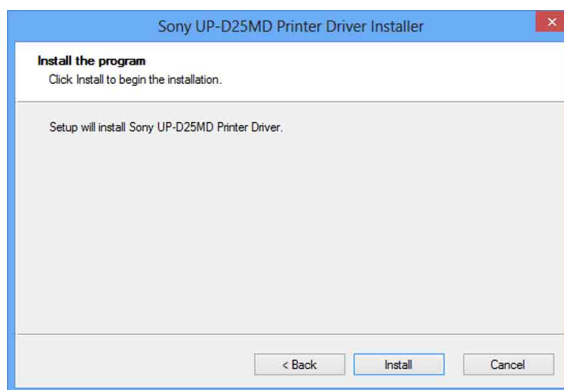 Sony UP-D25MD Printer Driver Installer
Install the program
Click Install to begin the installation.
Setup will install Sony UP-D25MD Printer Driver.
< Back
Install
Cancel